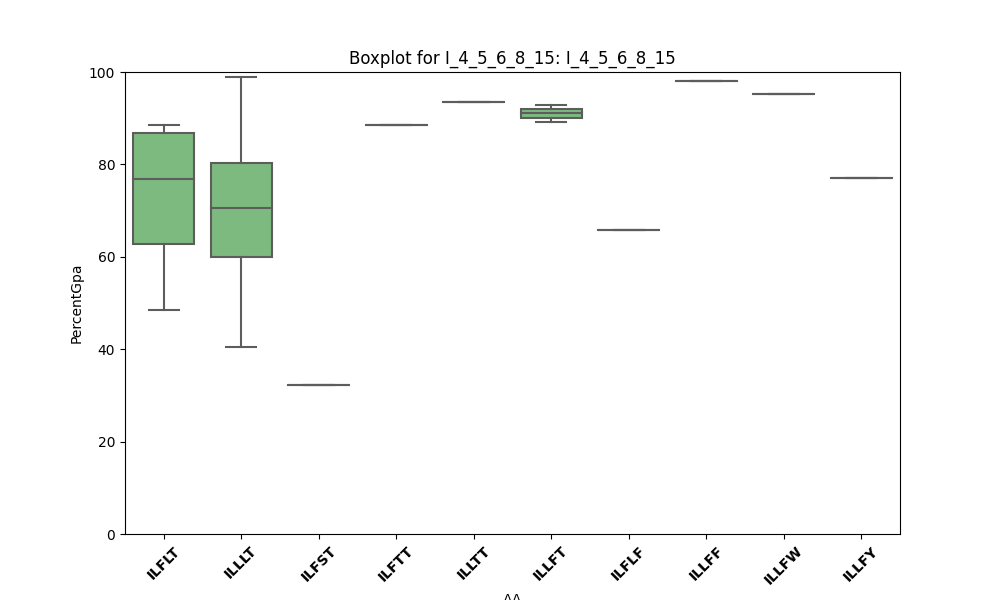 Boxplot for I_4_5_6_8_15: I_4_5_6_8_15
100
80
60
40
20
0
PercentGpa
ILFLT ILLLT ILFST ILFTT ILLTT ILLFT ILFLF ILLFF ILLFW ILLFY
AA